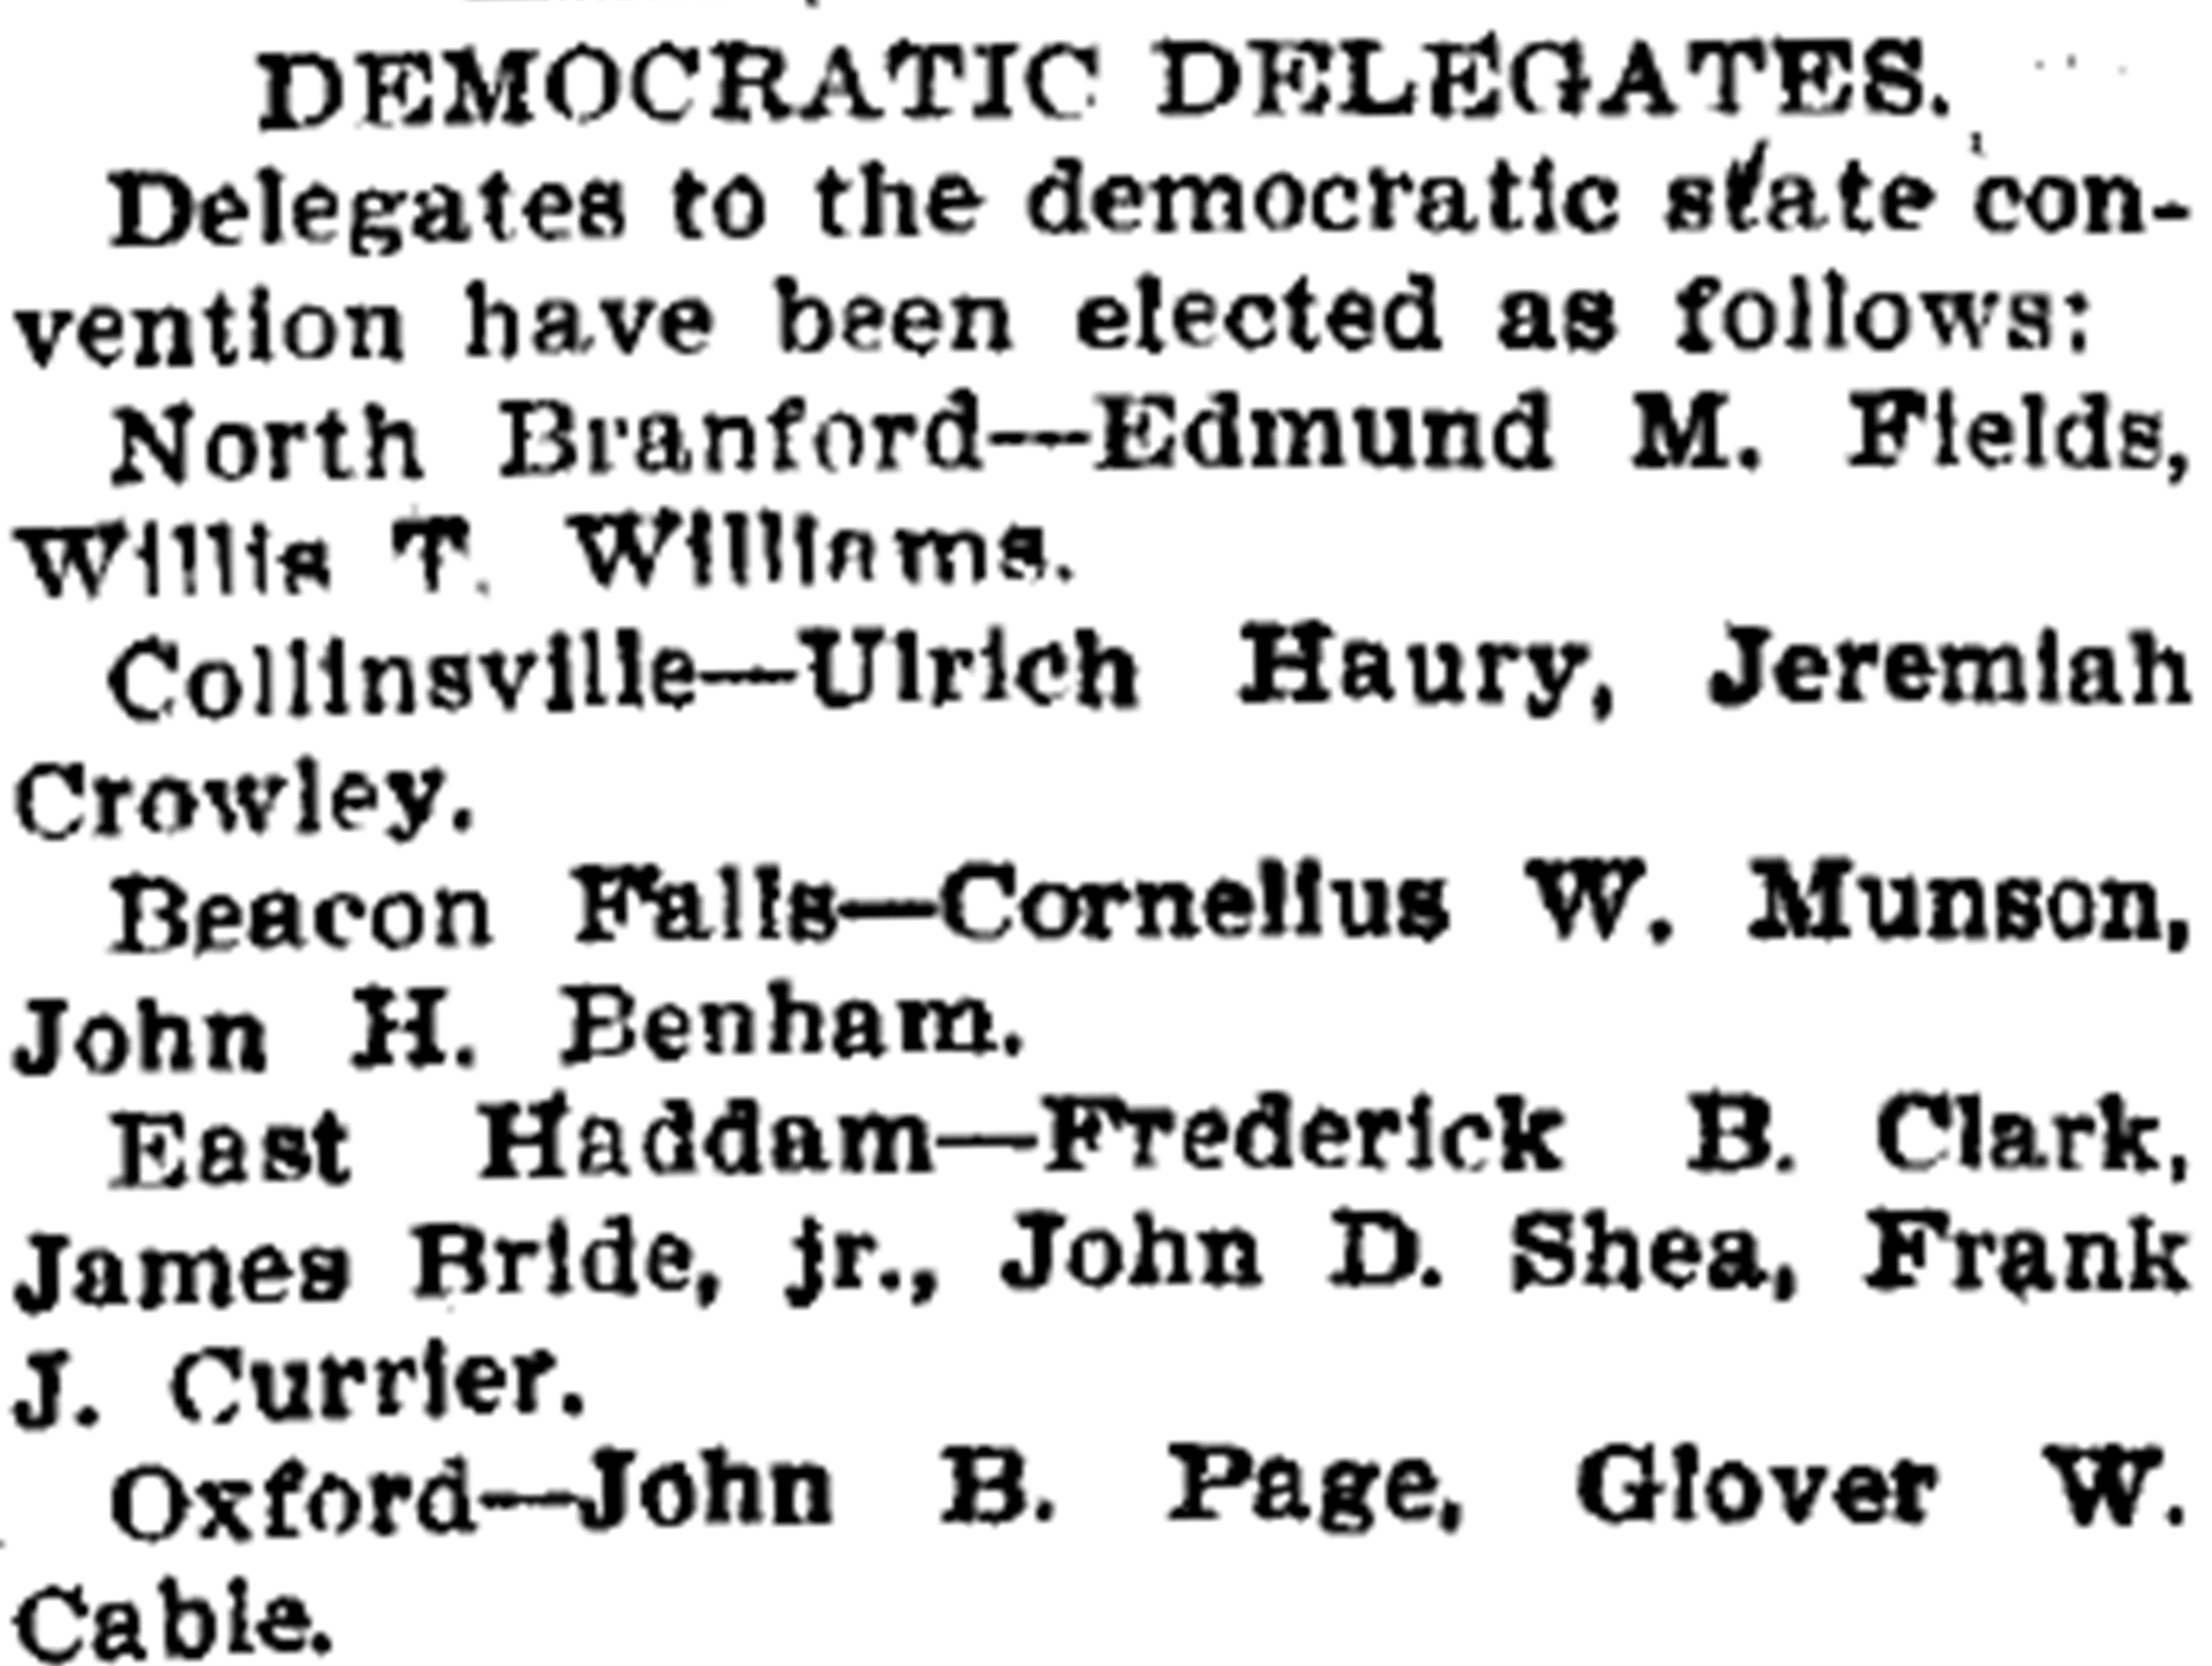 DEMOCRATIC DELEGATES.
Delegates to the democratic state con-
vention have been elected as follows:
North Branford—Edmund M. Fields,
Willis T. Williams.
Collinsville—Ulrich Haury, Jeremiah
Crowley.
Beacon Falls—Cornelius W. Munson,
John H. Benham.
East Haddam—Frederick B. Clark,
James Bride, jr., John D. Shea, Frank
J. Currier.
Oxford—John B. Page, Glover W.
Cable.